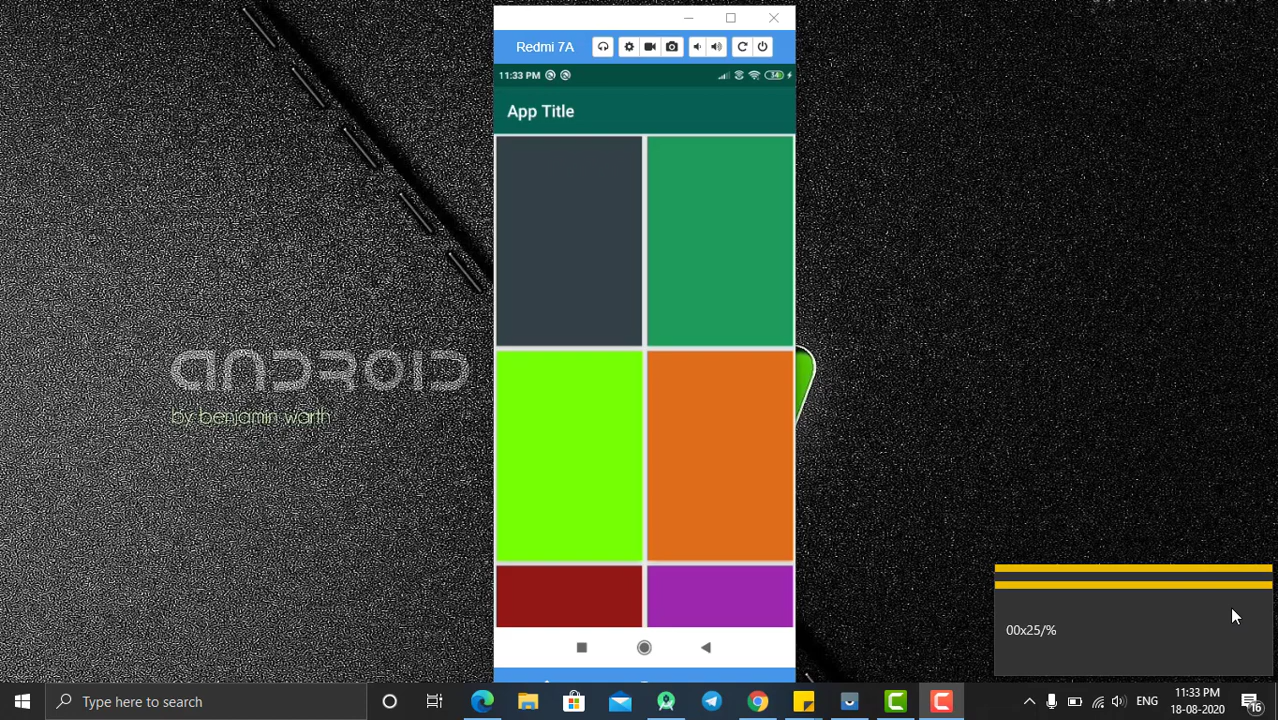 Redmi 7A
11:33 PM
App Title
ANDROID
by benjamin warth
00x25/%
Type here to search
ENG
11:33 PM
18-08-2020
16